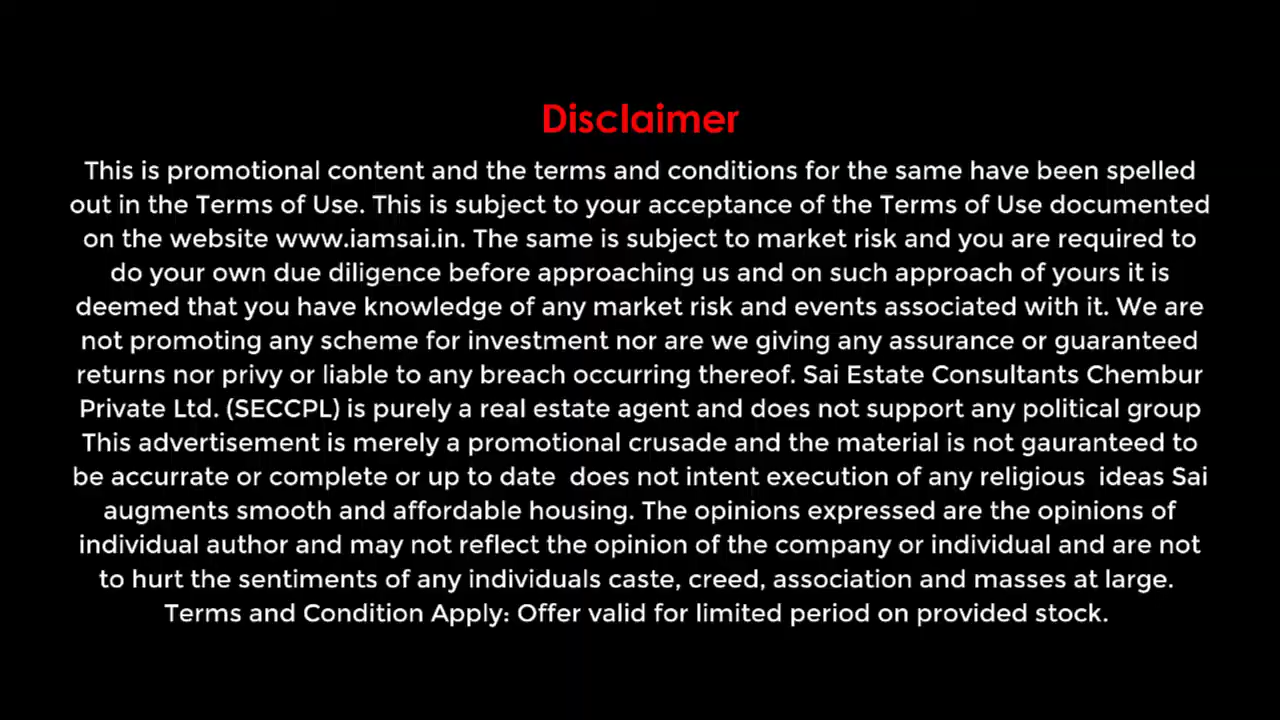 Disclaimer
This is promotional content and the terms and conditions for the same have been spelled
out in the Terms of Use. This is subject to your acceptance of the Terms of Use documented
on the website www.iamsai.in. The same is subject to market risk and you are required to
do your own due diligence before approaching us and on such approach of yours it is
deemed that you have knowledge of any market risk and events associated with it. We are
not promoting any scheme for investment nor are we giving any assurance or guaranteed
returns nor privy or liable to any breach occurring thereof. Sai Estate Consultants Chembur
Private Ltd. (SECCPL) is purely a real estate agent and does not support any political group
This advertisement is merely a promotional crusade and the material is not gauranteed to
be accurrate or complete or up to date  does not intent execution of any religious  ideas Sai
augments smooth and affordable housing. The opinions expressed are the opinions of
individual author and may not reflect the opinion of the company or individual and are not
to hurt the sentiments of any individuals caste, creed, association and masses at large.
Terms and Condition Apply: Offer valid for limited period on provided stock.